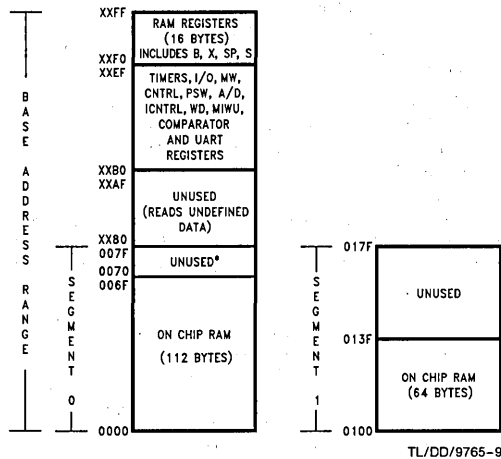 XXFF
RAM REGISTERS
(16 BYTES)
INCLUDES B, X, SP, S
XXF0
XXEF
TIMERS, I/O, MW,
CNTRL, PSW, A/D,
ICNTRL, WD, MIWU,
COMPARATOR
AND UART
REGISTERS
XXB0
XXAF
UNUSED
(READS UNDEFINED
DATA)
XX80
007F
UNUSED*
0070
006F
ON CHIP RAM
(112 BYTES)
0000
BASE ADDRESS RANGE
SEGMENT 0
SEGMENT 1
017F
UNUSED
013F
ON CHIP RAM
(64 BYTES)
0100
TL/DD/9765-9